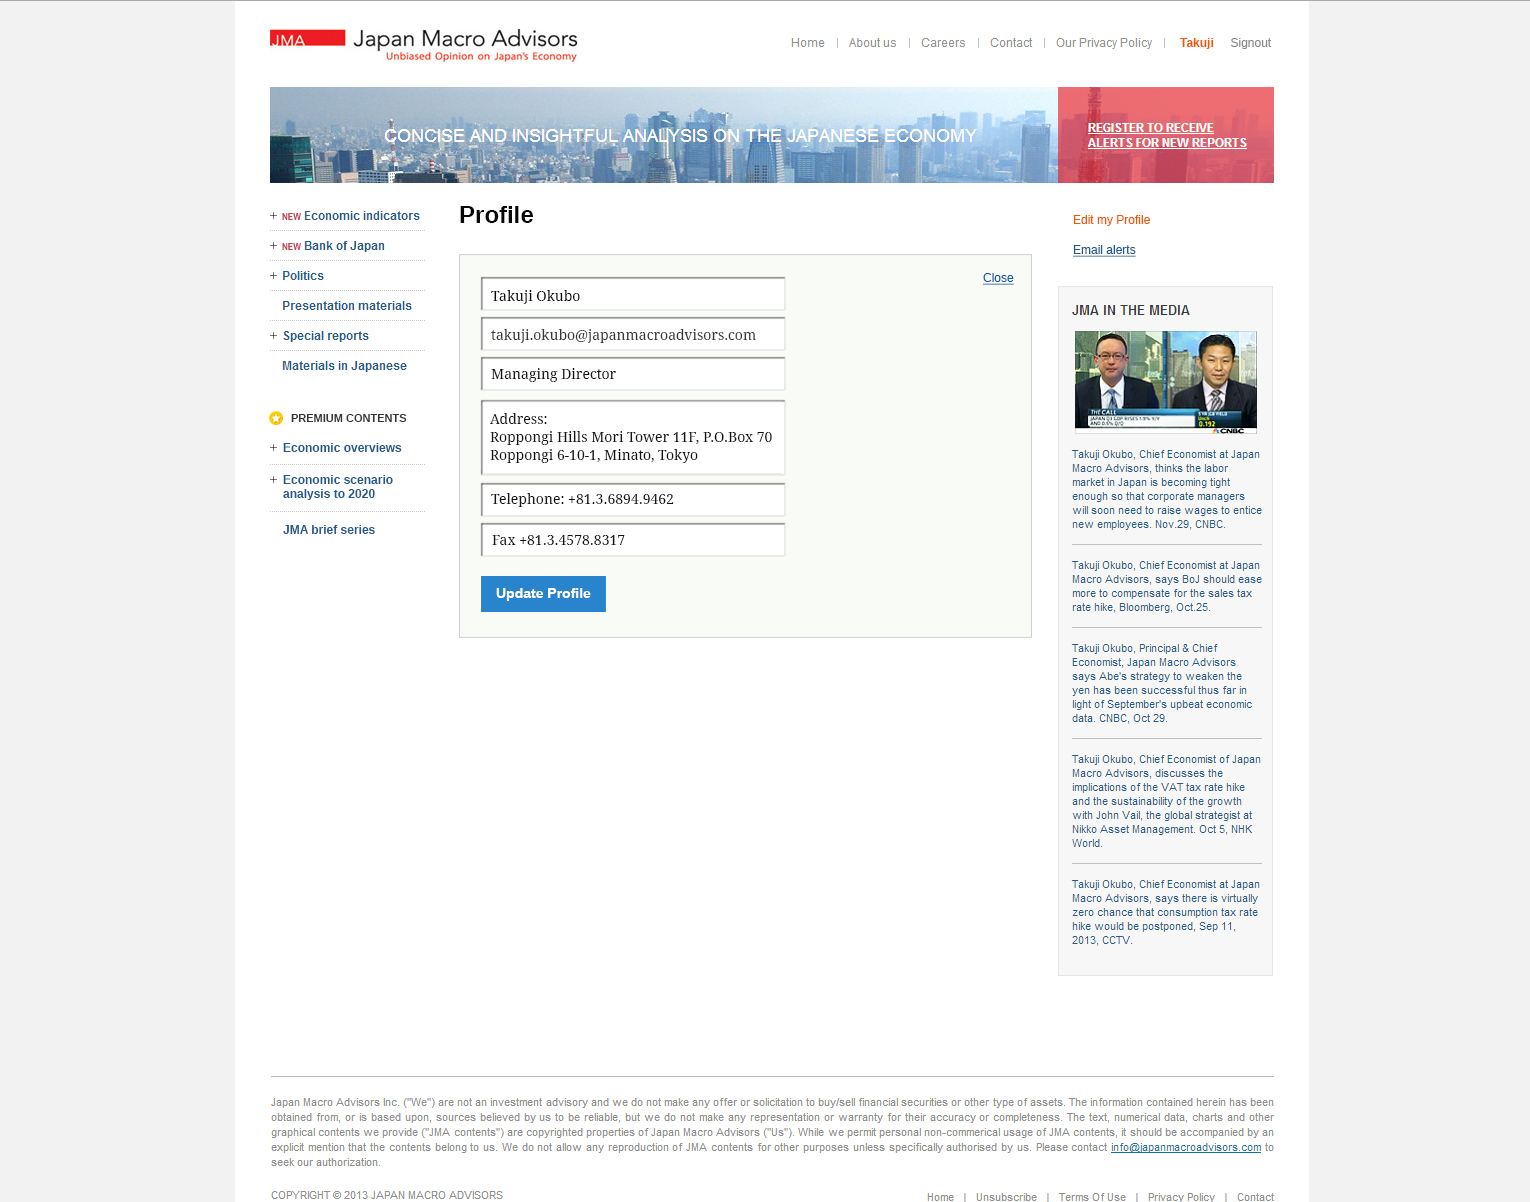 JMA Japan Macro Advisors
Unbiased Opinion on Japan's Economy
Home | About us | Careers | Contact | Our Privacy Policy | Takuji Signout
CONCISE AND INSIGHTFUL ANALYSIS ON THE JAPANESE ECONOMY
REGISTER TO RECEIVE
ALERTS FOR NEW REPORTS
+ NEW Economic indicators
+ NEW Bank of Japan
+ Politics
Presentation materials
+ Special reports
Materials in Japanese
PREMIUM CONTENTS
+ Economic overviews
+ Economic scenario
analysis to 2020
JMA brief series
Profile
Close
Takuji Okubo
takuji.okubo@japanmacroadvisors.com
Managing Director
Address:
Roppongi Hills Mori Tower 11F, P.O.Box 70
Roppongi 6-10-1, Minato, Tokyo
Telephone: +81.3.6894.9462
Fax +81.3.4578.8317
Update Profile
Edit my Profile
Email alerts
JMA IN THE MEDIA
THE CALL
JAPAN Q3 GDP RISES 1.9% Y/Y
AND 0.5% Q/Q
0.192
CNBC
Takuji Okubo, Chief Economist at Japan
Macro Advisors, thinks the labor
market in Japan is becoming tight
enough so that corporate managers
will soon need to raise wages to entice
new employees. Nov.29, CNBC.
Takuji Okubo, Chief Economist at Japan
Macro Advisors, says BoJ should ease
more to compensate for the sales tax
rate hike, Bloomberg, Oct.25.
Takuji Okubo, Principal & Chief
Economist, Japan Macro Advisors
says Abe's strategy to weaken the
yen has been successful thus far in
light of September's upbeat economic
data. CNBC, Oct 29.
Takuji Okubo, Chief Economist of Japan
Macro Advisors, discusses the
implications of the VAT tax rate hike
and the sustainability of the growth
with John Vail, the global strategist at
Nikko Asset Management. Oct 5, NHK
World.
Takuji Okubo, Chief Economist at Japan
Macro Advisors, says there is virtually
zero chance that consumption tax rate
hike would be postponed, Sep 11,
2013, CCTV.
Japan Macro Advisors Inc. ("We") are not an investment advisory and we do not make any offer or solicitation to buy/sell financial securities or other type of assets. The information contained herein has been
obtained from, or is based upon, sources believed by us to be reliable, but we do not make any representation or warranty for their accuracy or completeness. The text, numerical data, charts and other
graphical contents we provide ("JMA contents") are copyrighted properties of Japan Macro Advisors ("Us"). While we permit personal non-commerical usage of JMA contents, it should be accompanied by an
explicit mention that the contents belong to us. We do not allow any reproduction of JMA contents for other purposes unless specifically authorised by us. Please contact info@japanmacroadvisors.com to
seek our authorization.
COPYRIGHT © 2013 JAPAN MACRO ADVISORS
Home | Unsubscribe | Terms Of Use | Privacy Policy | Contact